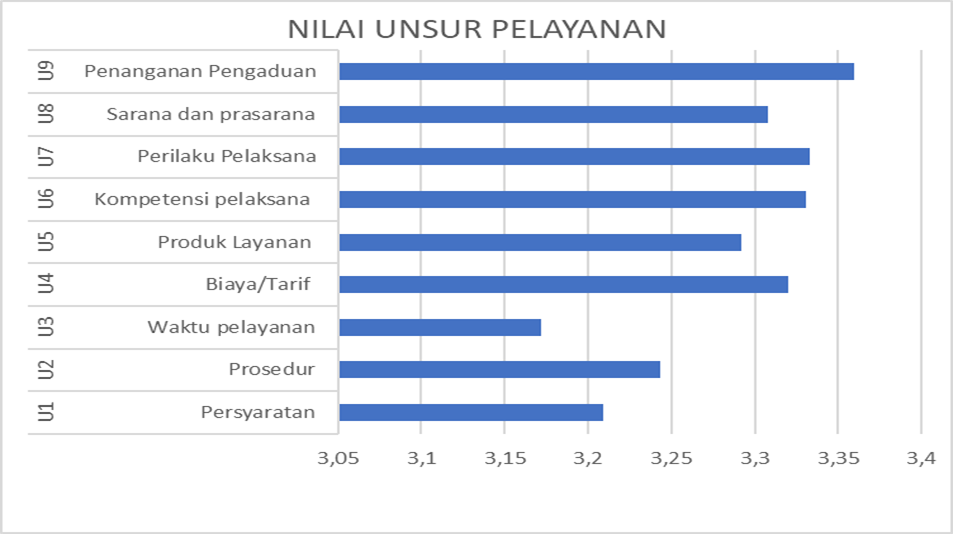 NILAI UNSUR PELAYANAN
U9 Penanganan Pengaduan
U8 Sarana dan prasarana
U7 Perilaku Pelaksana
U6 Kompetensi pelaksana
U5 Produk Layanan
U4 Biaya/Tarif
U3 Waktu pelayanan
U2 Prosedur
U1 Persyaratan
3,05 3,1 3,15 3,2 3,25 3,3 3,35 3,4